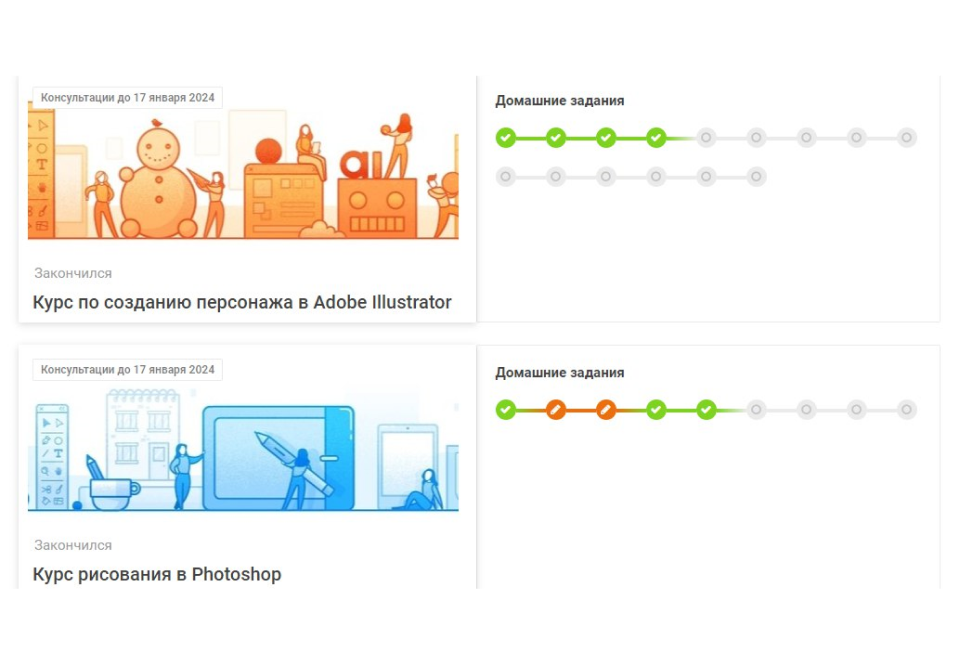 Консультации до 17 января 2024
ai
Закончился
Курс по созданию персонажа в Adobe Illustrator
Домашние задания
Консультации до 17 января 2024
Закончился
Курс рисования в Photoshop
Домашние задания